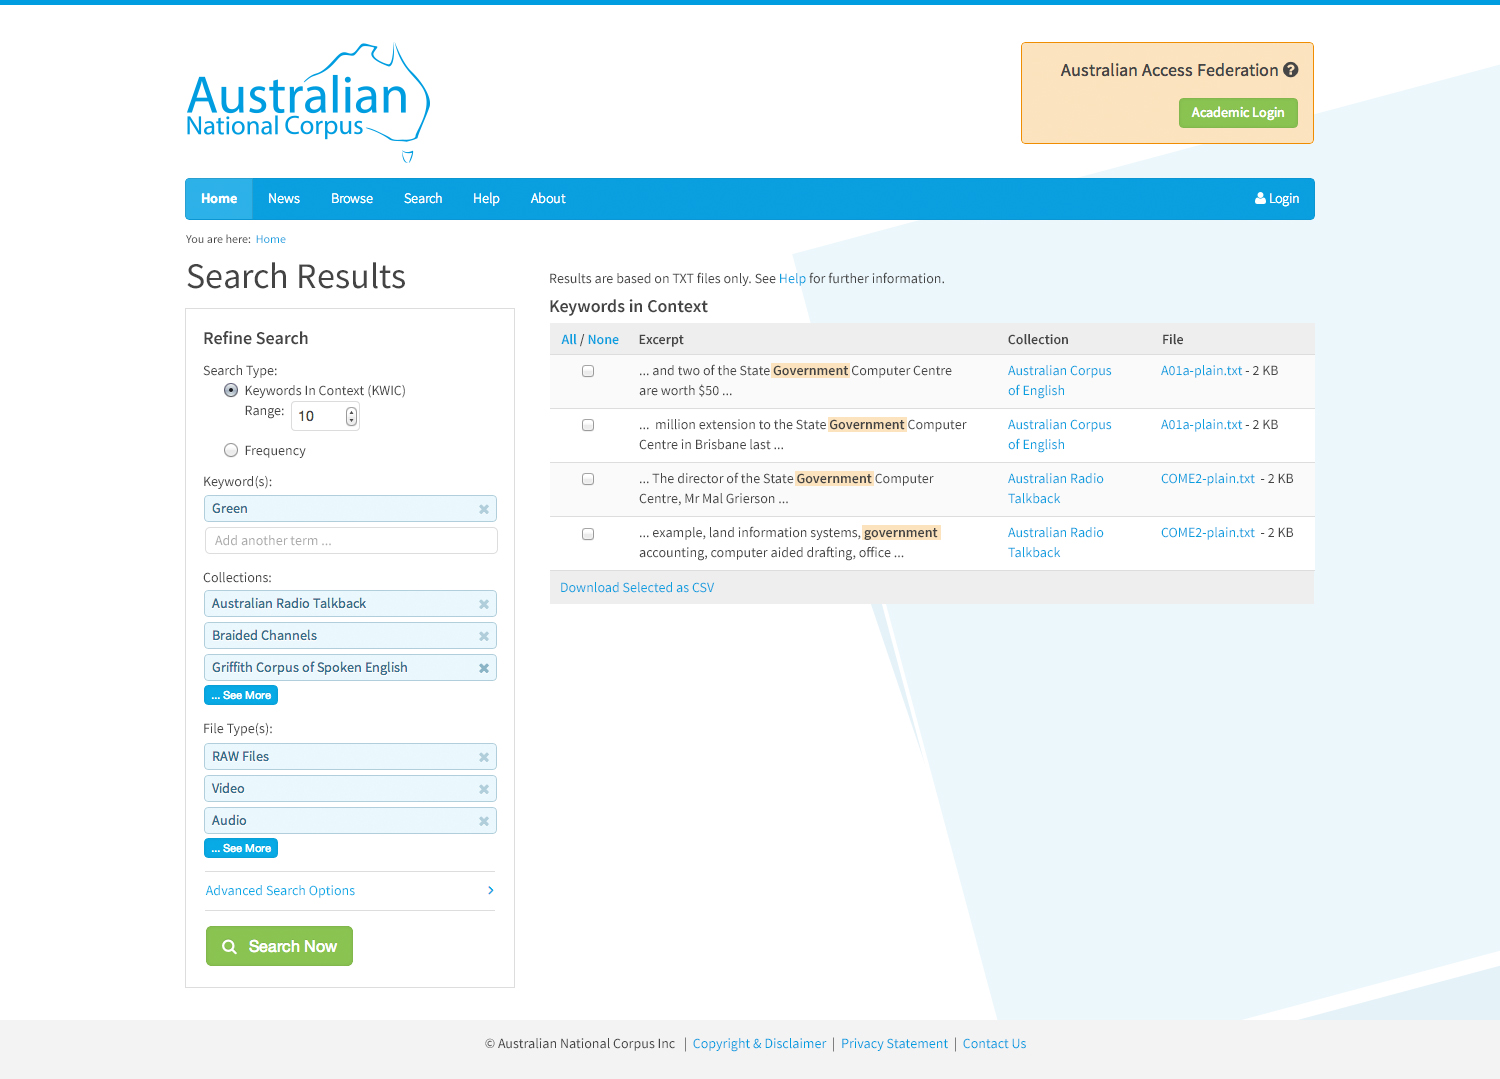 Australian
National Corpus
Australian Access Federation
Academic Login
Home News Browse Search Help About Login
You are here: Home
Search Results
Refine Search
Search Type:
Keywords In Context (KWIC)
Range: 10
Frequency
Keyword(s):
Green
Add another term ...
Collections:
Australian Radio Talkback
Braided Channels
Griffith Corpus of Spoken English
... See More
File Type(s):
RAW Files
Video
Audio
... See More
Advanced Search Options
Search Now
Results are based on TXT files only. See Help for further information.
Keywords in Context
All / None Excerpt Collection File
... and two of the State Government Computer Centre
are worth $50 ...
Australian Corpus
of English
A01a-plain.txt - 2 KB
... million extension to the State Government Computer
Centre in Brisbane last ...
Australian Corpus
of English
A01a-plain.txt - 2 KB
... The director of the State Government Computer
Centre, Mr Mal Grierson ...
Australian Radio
Talkback
COME2-plain.txt - 2 KB
... example, land information systems, government
accounting, computer aided drafting, office ...
Australian Radio
Talkback
COME2-plain.txt - 2 KB
Download Selected as CSV
© Australian National Corpus Inc | Copyright & Disclaimer | Privacy Statement | Contact Us